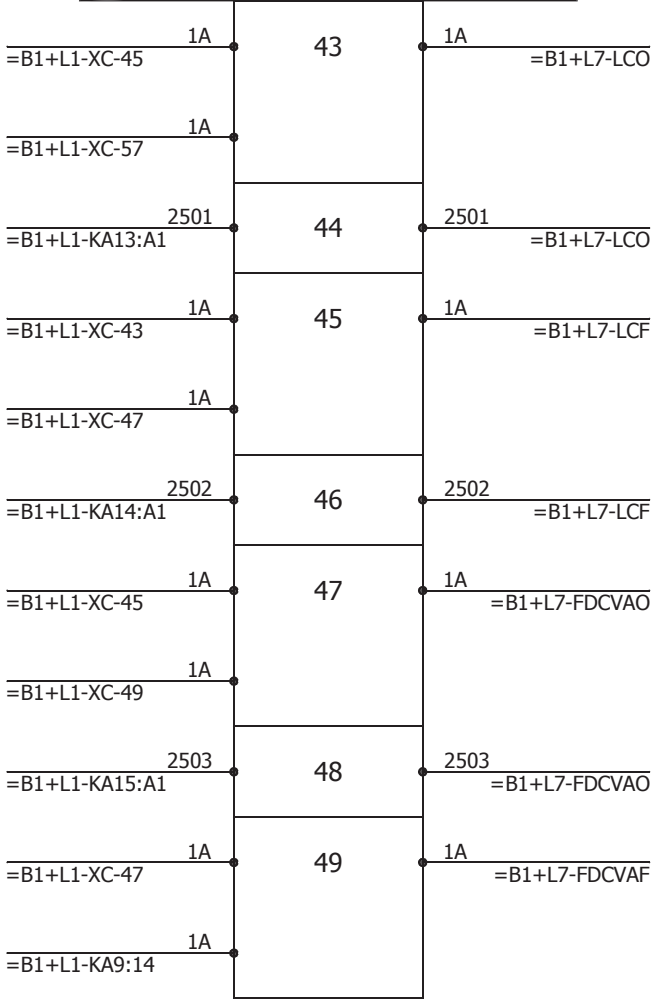 1A 43 1A
=B1+L1-XC-45 =B1+L7-LCO
1A
=B1+L1-XC-57
2501 44 2501
=B1+L1-KA13:A1 =B1+L7-LCO
1A 45 1A
=B1+L1-XC-43 =B1+L7-LCF
1A
=B1+L1-XC-47
2502 46 2502
=B1+L1-KA14:A1 =B1+L7-LCF
1A 47 1A
=B1+L1-XC-45 =B1+L7-FDCVAO
1A
=B1+L1-XC-49
2503 48 2503
=B1+L1-KA15:A1 =B1+L7-FDCVAO
1A 49 1A
=B1+L1-XC-47 =B1+L7-FDCVAF
1A
=B1+L1-KA9:14